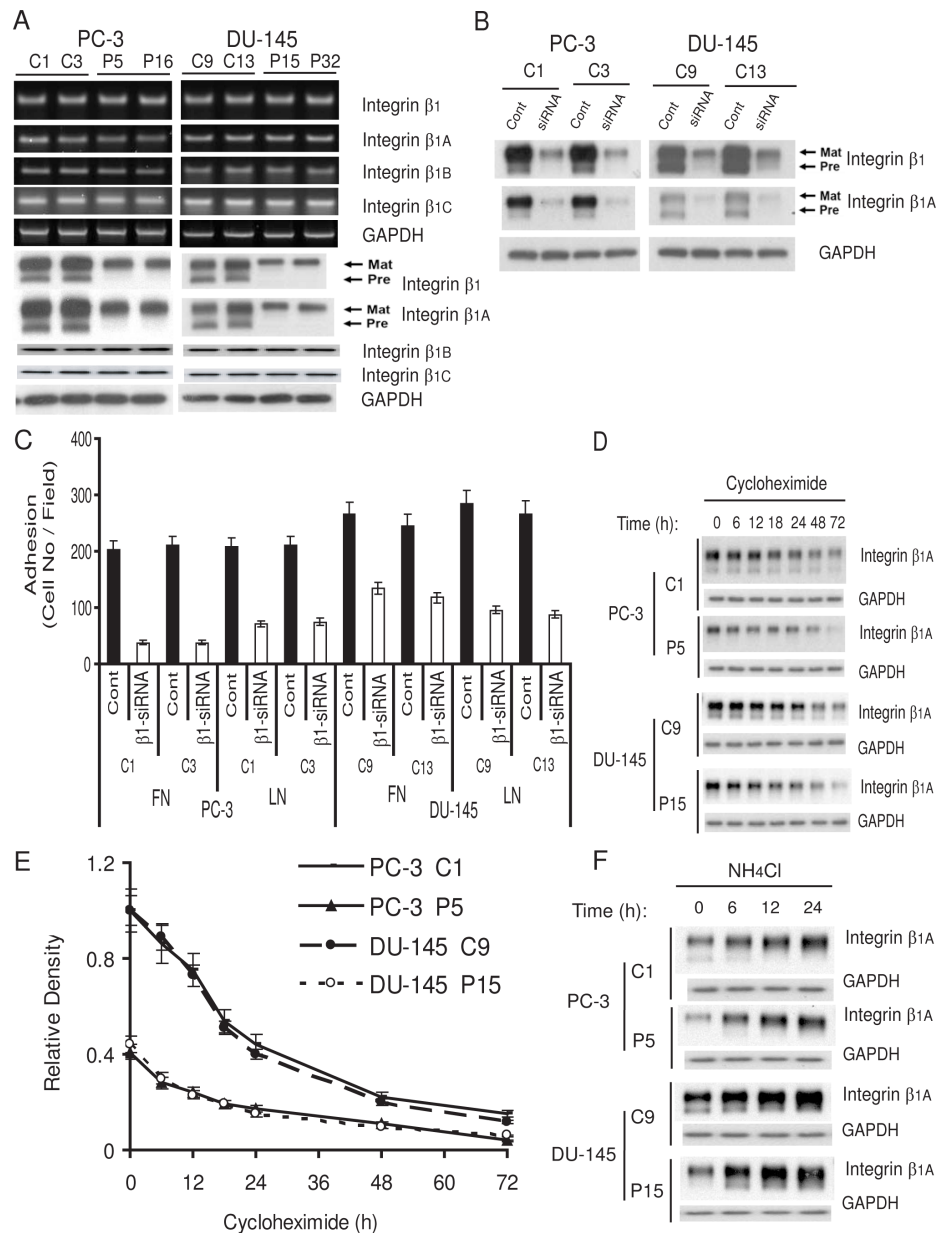 A
PC-3 DU-145
C1 C3 P5 P16 C9 C13 P15 P32
Integrin β1
Integrin β1A
Integrin β1B
Integrin β1C
GAPDH
Mat
Pre Integrin β1
Mat
Pre Integrin β1A
Integrin β1B
Integrin β1C
GAPDH
B
PC-3 DU-145
C1 C3 C9 C13
Cont siRNA Cont siRNA Cont siRNA Cont siRNA
Mat
Pre Integrin β1
Mat
Pre Integrin β1A
GAPDH
C
Adhesion
(Cell No / Field)
400
300
200
100
0
Cont β1-siRNA Cont β1-siRNA Cont β1-siRNA Cont β1-siRNA Cont β1-siRNA Cont β1-siRNA Cont β1-siRNA Cont β1-siRNA
C1 C3 C1 C3 C9 C13 C9 C13
FN LN FN LN
PC-3 DU-145
D
Cycloheximide
Time (h): 0 6 12 18 24 48 72
PC-3
C1
Integrin β1A
GAPDH
P5
Integrin β1A
GAPDH
DU-145
C9
Integrin β1A
GAPDH
P15
Integrin β1A
GAPDH
E
Relative Density
1.2
0.8
0.4
0
0 12 24 36 48 72
Cycloheximide (h)
PC-3 C1
PC-3 P5
DU-145 C9
DU-145 P15
F
NH4Cl
Time (h): 0 6 12 24
PC-3
C1
Integrin β1A
GAPDH
P5
Integrin β1A
GAPDH
DU-145
C9
Integrin β1A
GAPDH
P15
Integrin β1A
GAPDH